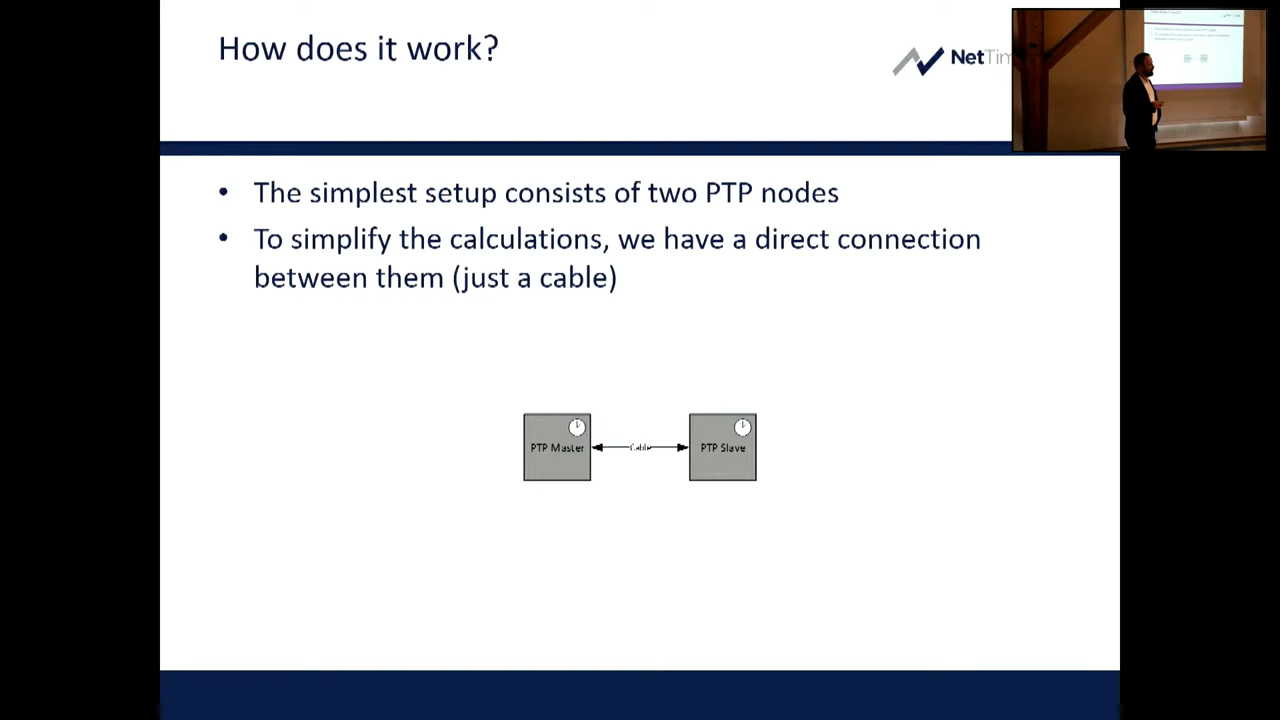 How does it work?
NetTim
• The simplest setup consists of two PTP nodes
• To simplify the calculations, we have a direct connection
between them (just a cable)
PTP Master
Cable
PTP Slave